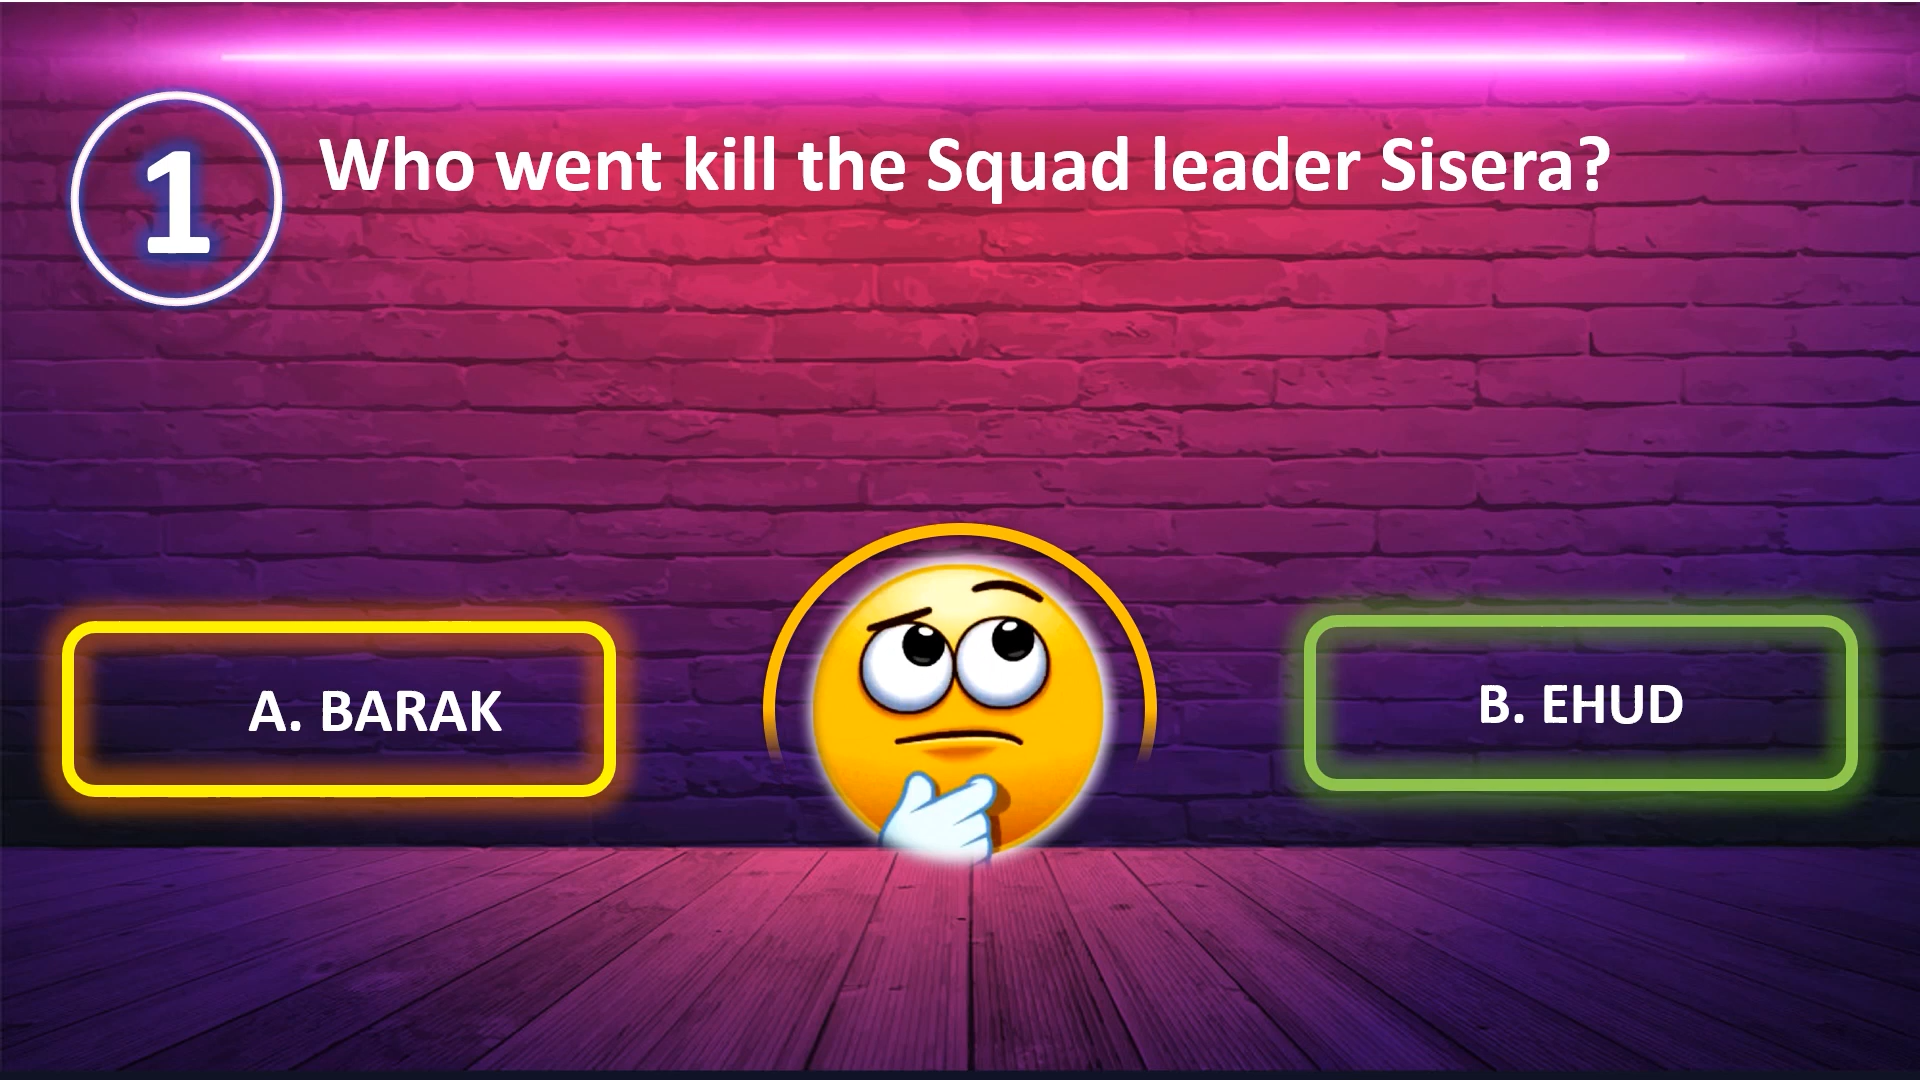 1
Who went kill the Squad leader Sisera?
A. BARAK
B. EHUD